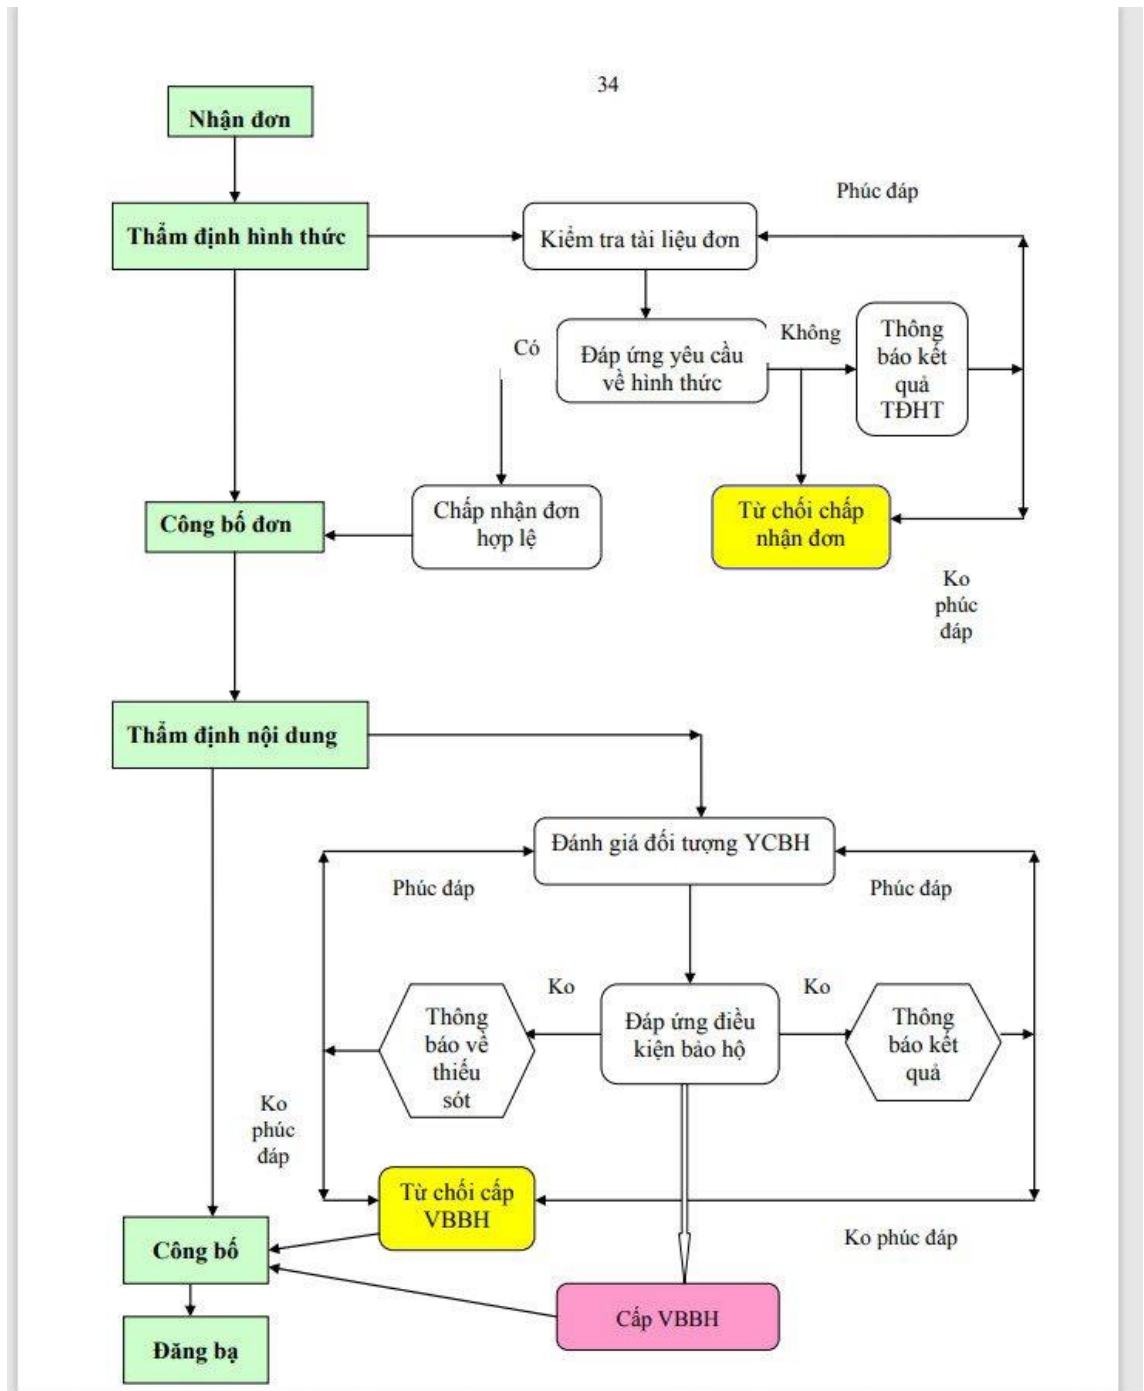 34
Nhận đơn
Phúc đáp
Thẩm định hình thức
Kiểm tra tài liệu đơn
Có
Đáp ứng yêu cầu
về hình thức
Không
Thông
báo kết
quả
TĐHT
Công bố đơn
Chấp nhận đơn
hợp lệ
Từ chối chấp
nhận đơn
Ko
phúc
đáp
Thẩm định nội dung
Đánh giá đối tượng YCBH
Phúc đáp
Phúc đáp
Ko
Ko
Thông
báo về
thiếu
sót
Đáp ứng điều
kiện bảo hộ
Thông
báo kết
quả
Ko
phúc
đáp
Từ chối cấp
VBBH
Ko phúc đáp
Công bố
Cấp VBBH
Đăng bạ